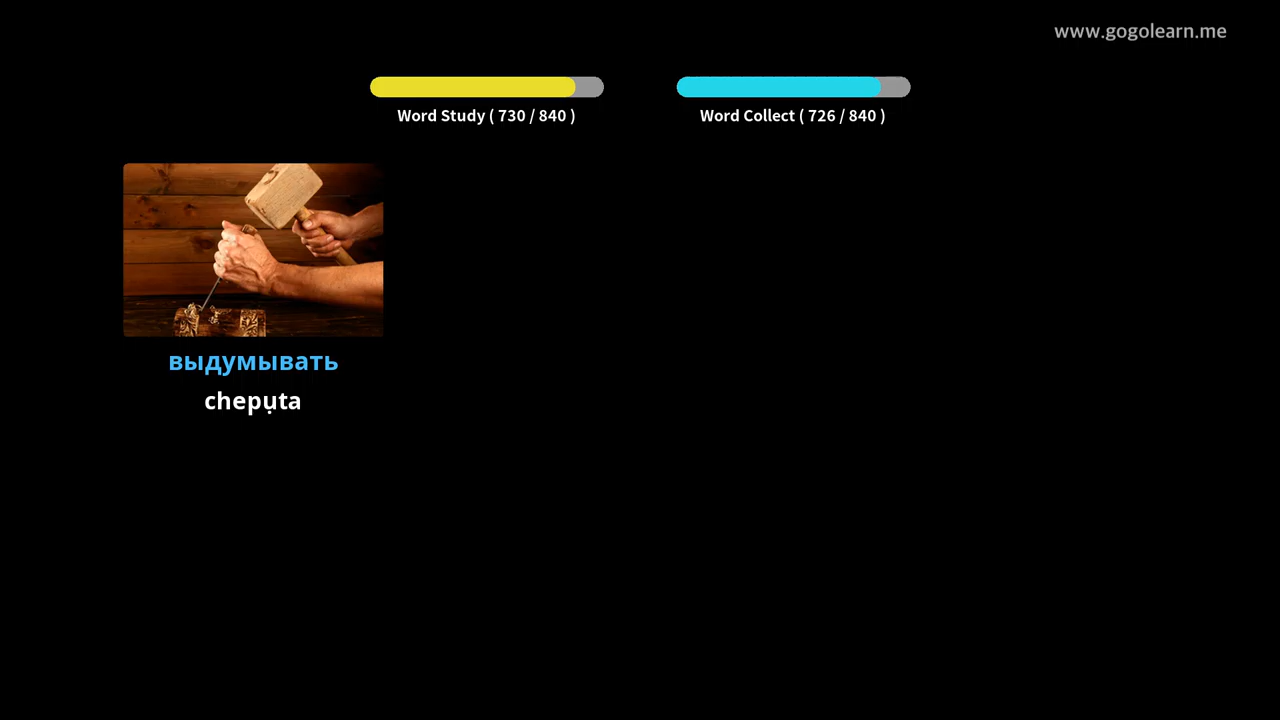 www.gogolearn.me
Word Study ( 730 / 840 )
Word Collect ( 726 / 840 )
выдумывать
chepụta